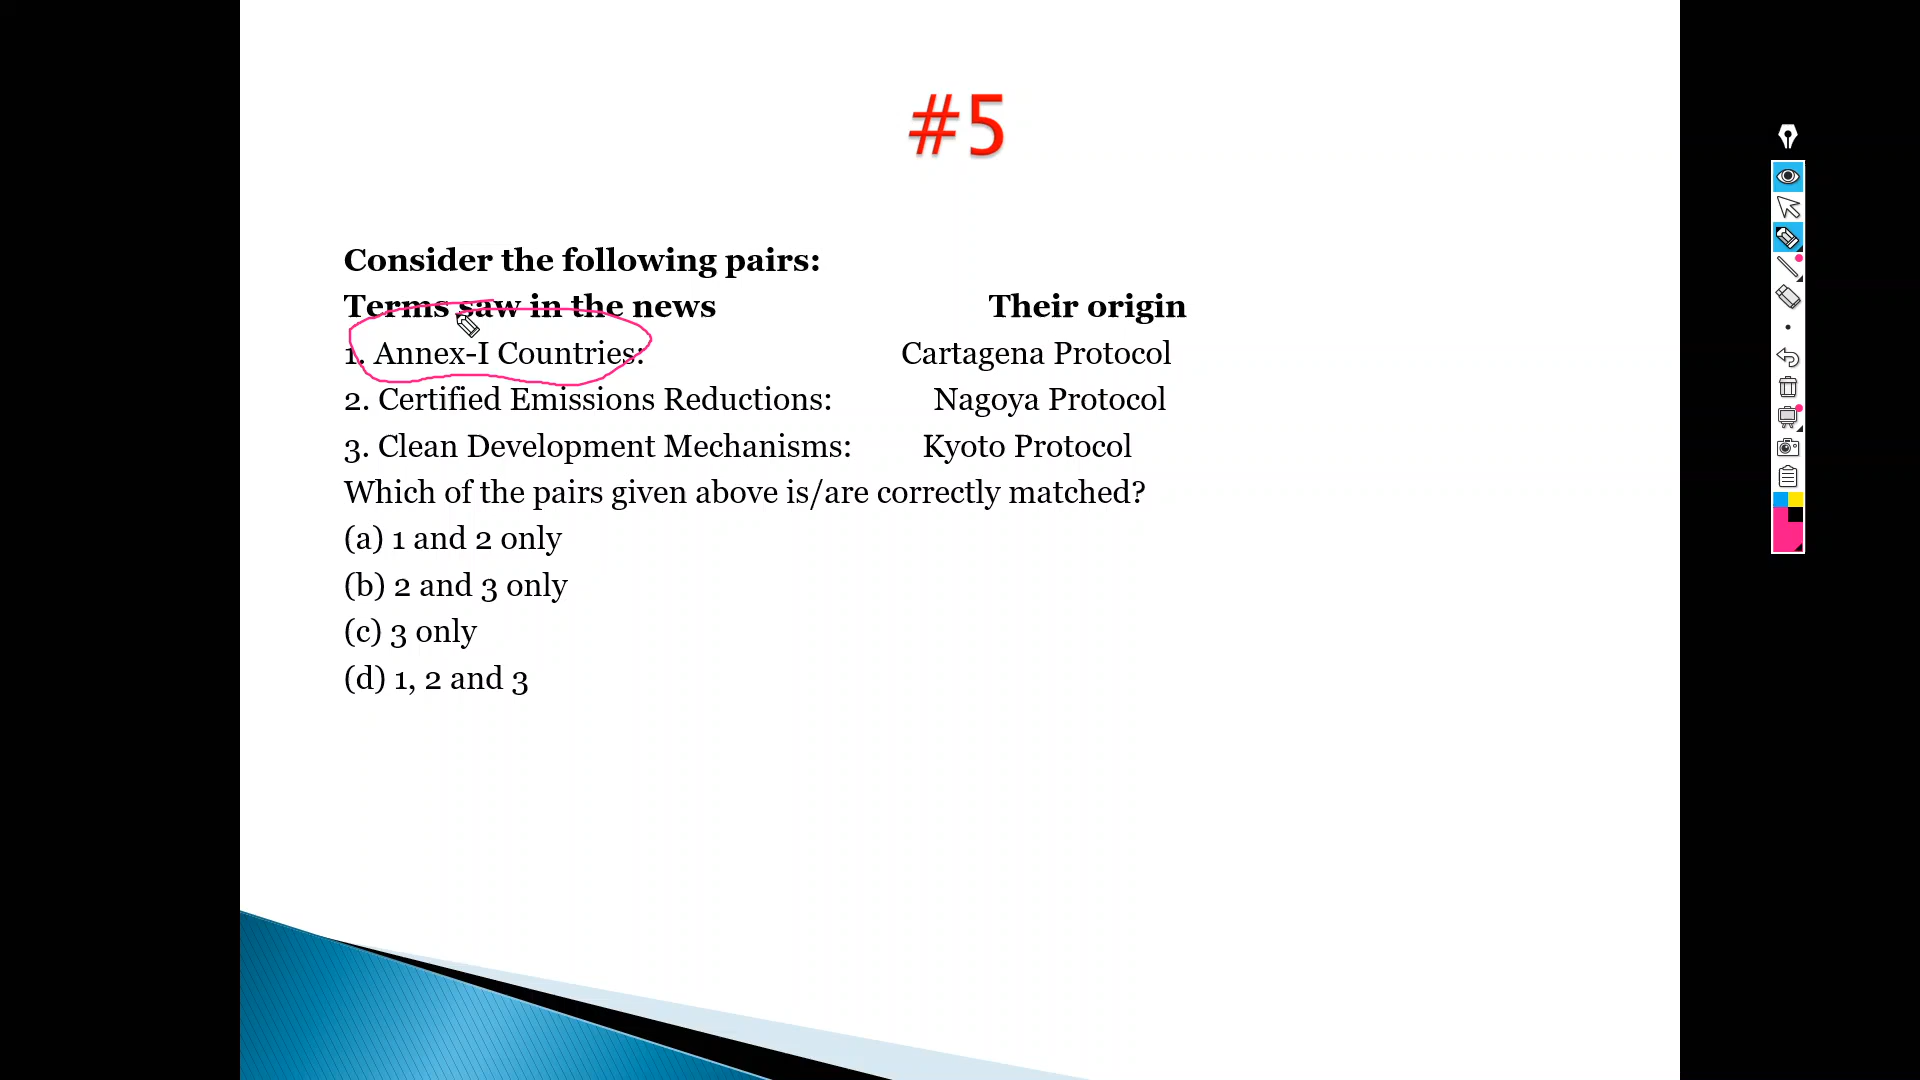 #5
Consider the following pairs:
Terms saw in the news Their origin
1. Annex-I Countries: Cartagena Protocol
2. Certified Emissions Reductions: Nagoya Protocol
3. Clean Development Mechanisms: Kyoto Protocol
Which of the pairs given above is/are correctly matched?
(a) 1 and 2 only
(b) 2 and 3 only
(c) 3 only
(d) 1, 2 and 3